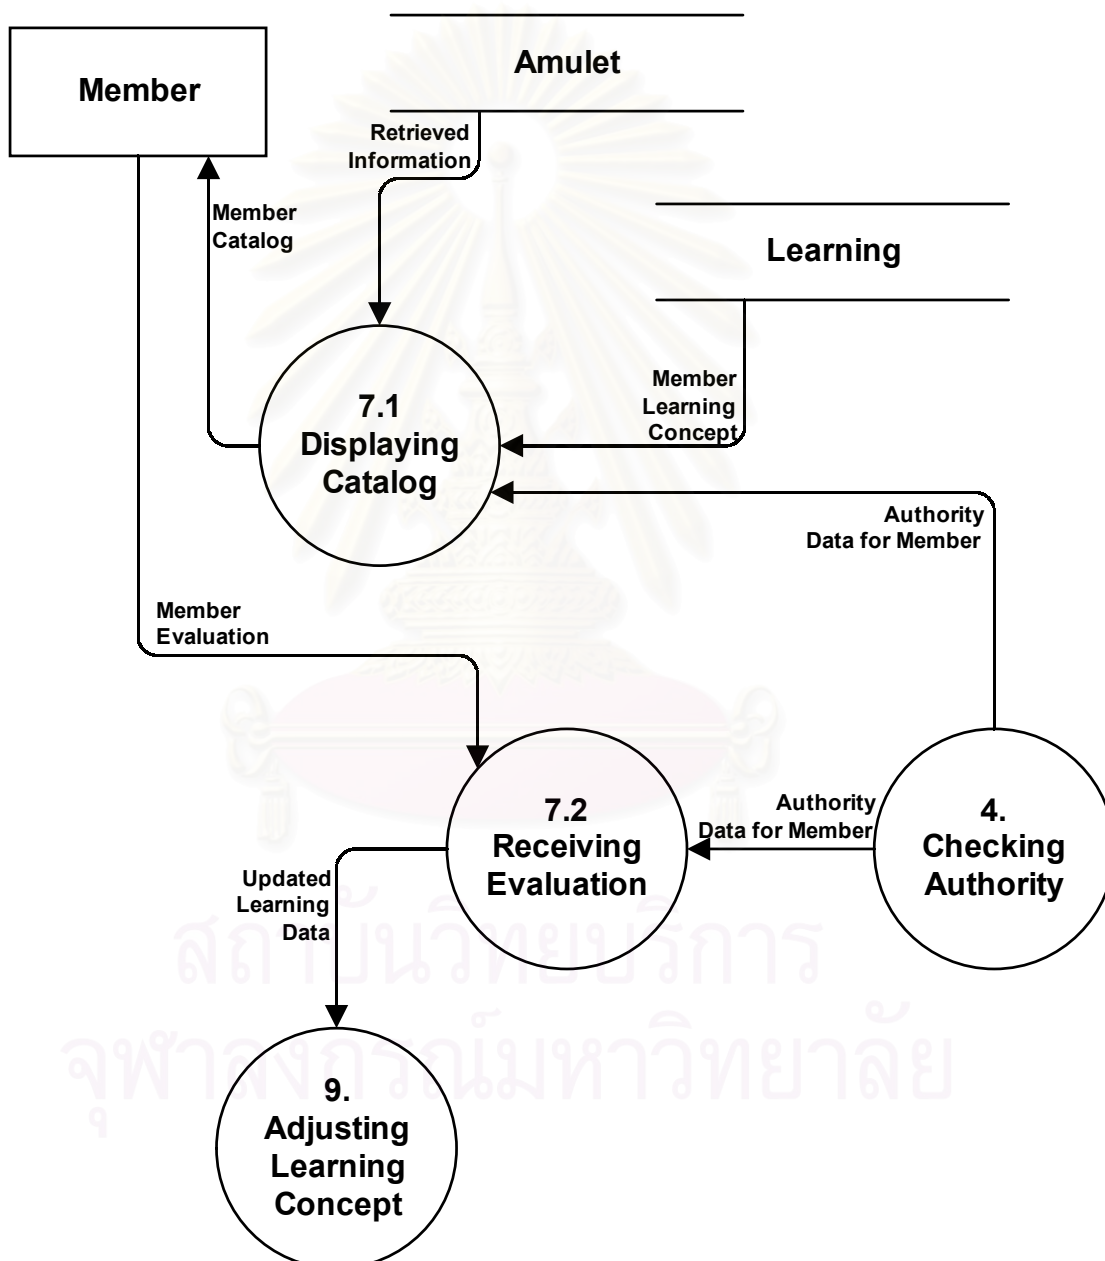 Member
Amulet
Retrieved
Information
Member
Catalog
Learning
7.1
Displaying
Catalog
Member
Learning
Concept
Authority
Data for Member
Member
Evaluation
7.2
Receiving
Evaluation
Authority
Data for Member
4.
Checking
Authority
Updated
Learning
Data
สถาบันวิทยบริการ
จุฬาลงกรณ์มหาวิทยาลัย
9.
Adjusting
Learning
Concept